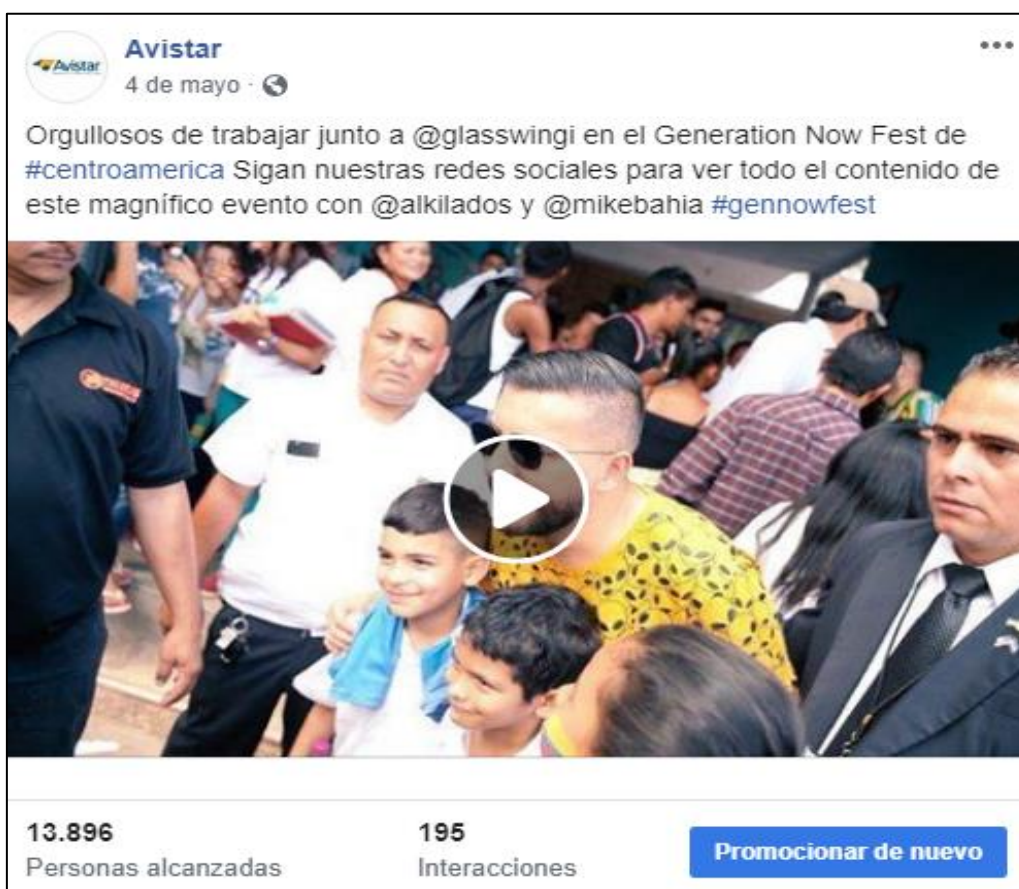 Avistar
Avistar
4 de mayo ·
Orgullosos de trabajar junto a @glasswingi en el Generation Now Fest de
#centroamerica Sigan nuestras redes sociales para ver todo el contenido de
este magnífico evento con @alkilados y @mikebahia #gennowfest
13.896
195
Promocionar de nuevo
Personas alcanzadas
Interacciones